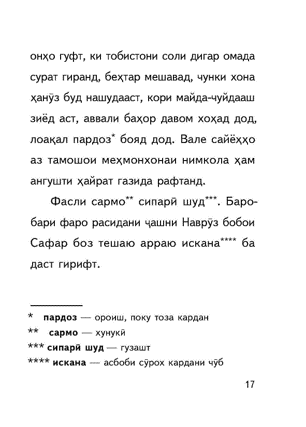 онҳо гуфт, ки тобистони соли дигар омада
сурат гиранд, беҳтар мешавад, чунки хона
ҳанӯз буд нашудааст, кори майда-чуйдааш
зиёд аст, аввали баҳор давом хоҳад дод,
лоақал пардоз* бояд дод. Вале сайёҳҳо
аз тамошои меҳмонхонаи нимкола ҳам
ангушти ҳайрат газида рафтанд.
Фасли сармо** сипарӣ шуд***. Баро-
бари фаро расидани ҷашни Наврӯз бобои
Сафар боз тешаю арраю искана**** ба
даст гирифт.
* пардоз — ороиш, поку тоза кардан
** сармо — хунукӣ
*** сипарӣ шуд — гузашт
**** искана — асбоби сӯрох кардани чӯб
17